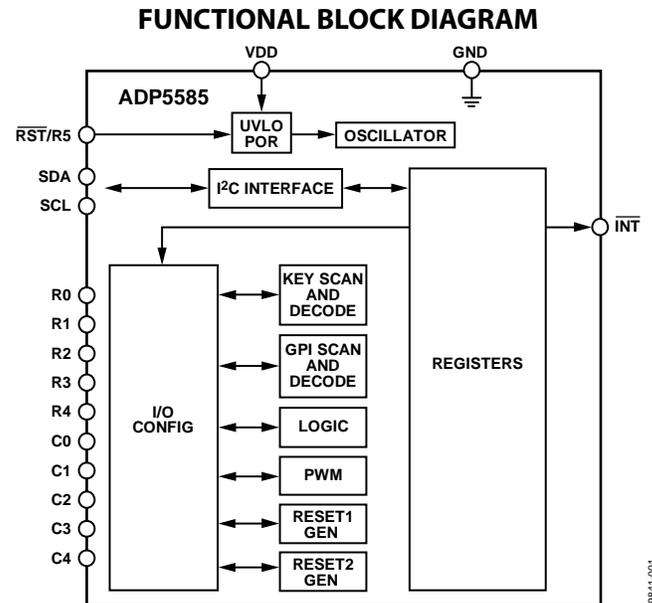 FUNCTIONAL BLOCK DIAGRAM
VDD
GND
ADP5585
RST/R5
UVLO
POR
OSCILLATOR
SDA
SCL
I2C INTERFACE
INT
R0
R1
R2
R3
R4
C0
C1
C2
C3
C4
I/O
CONFIG
KEY SCAN
AND
DECODE
GPI SCAN
AND
DECODE
LOGIC
PWM
RESET1
GEN
RESET2
GEN
REGISTERS